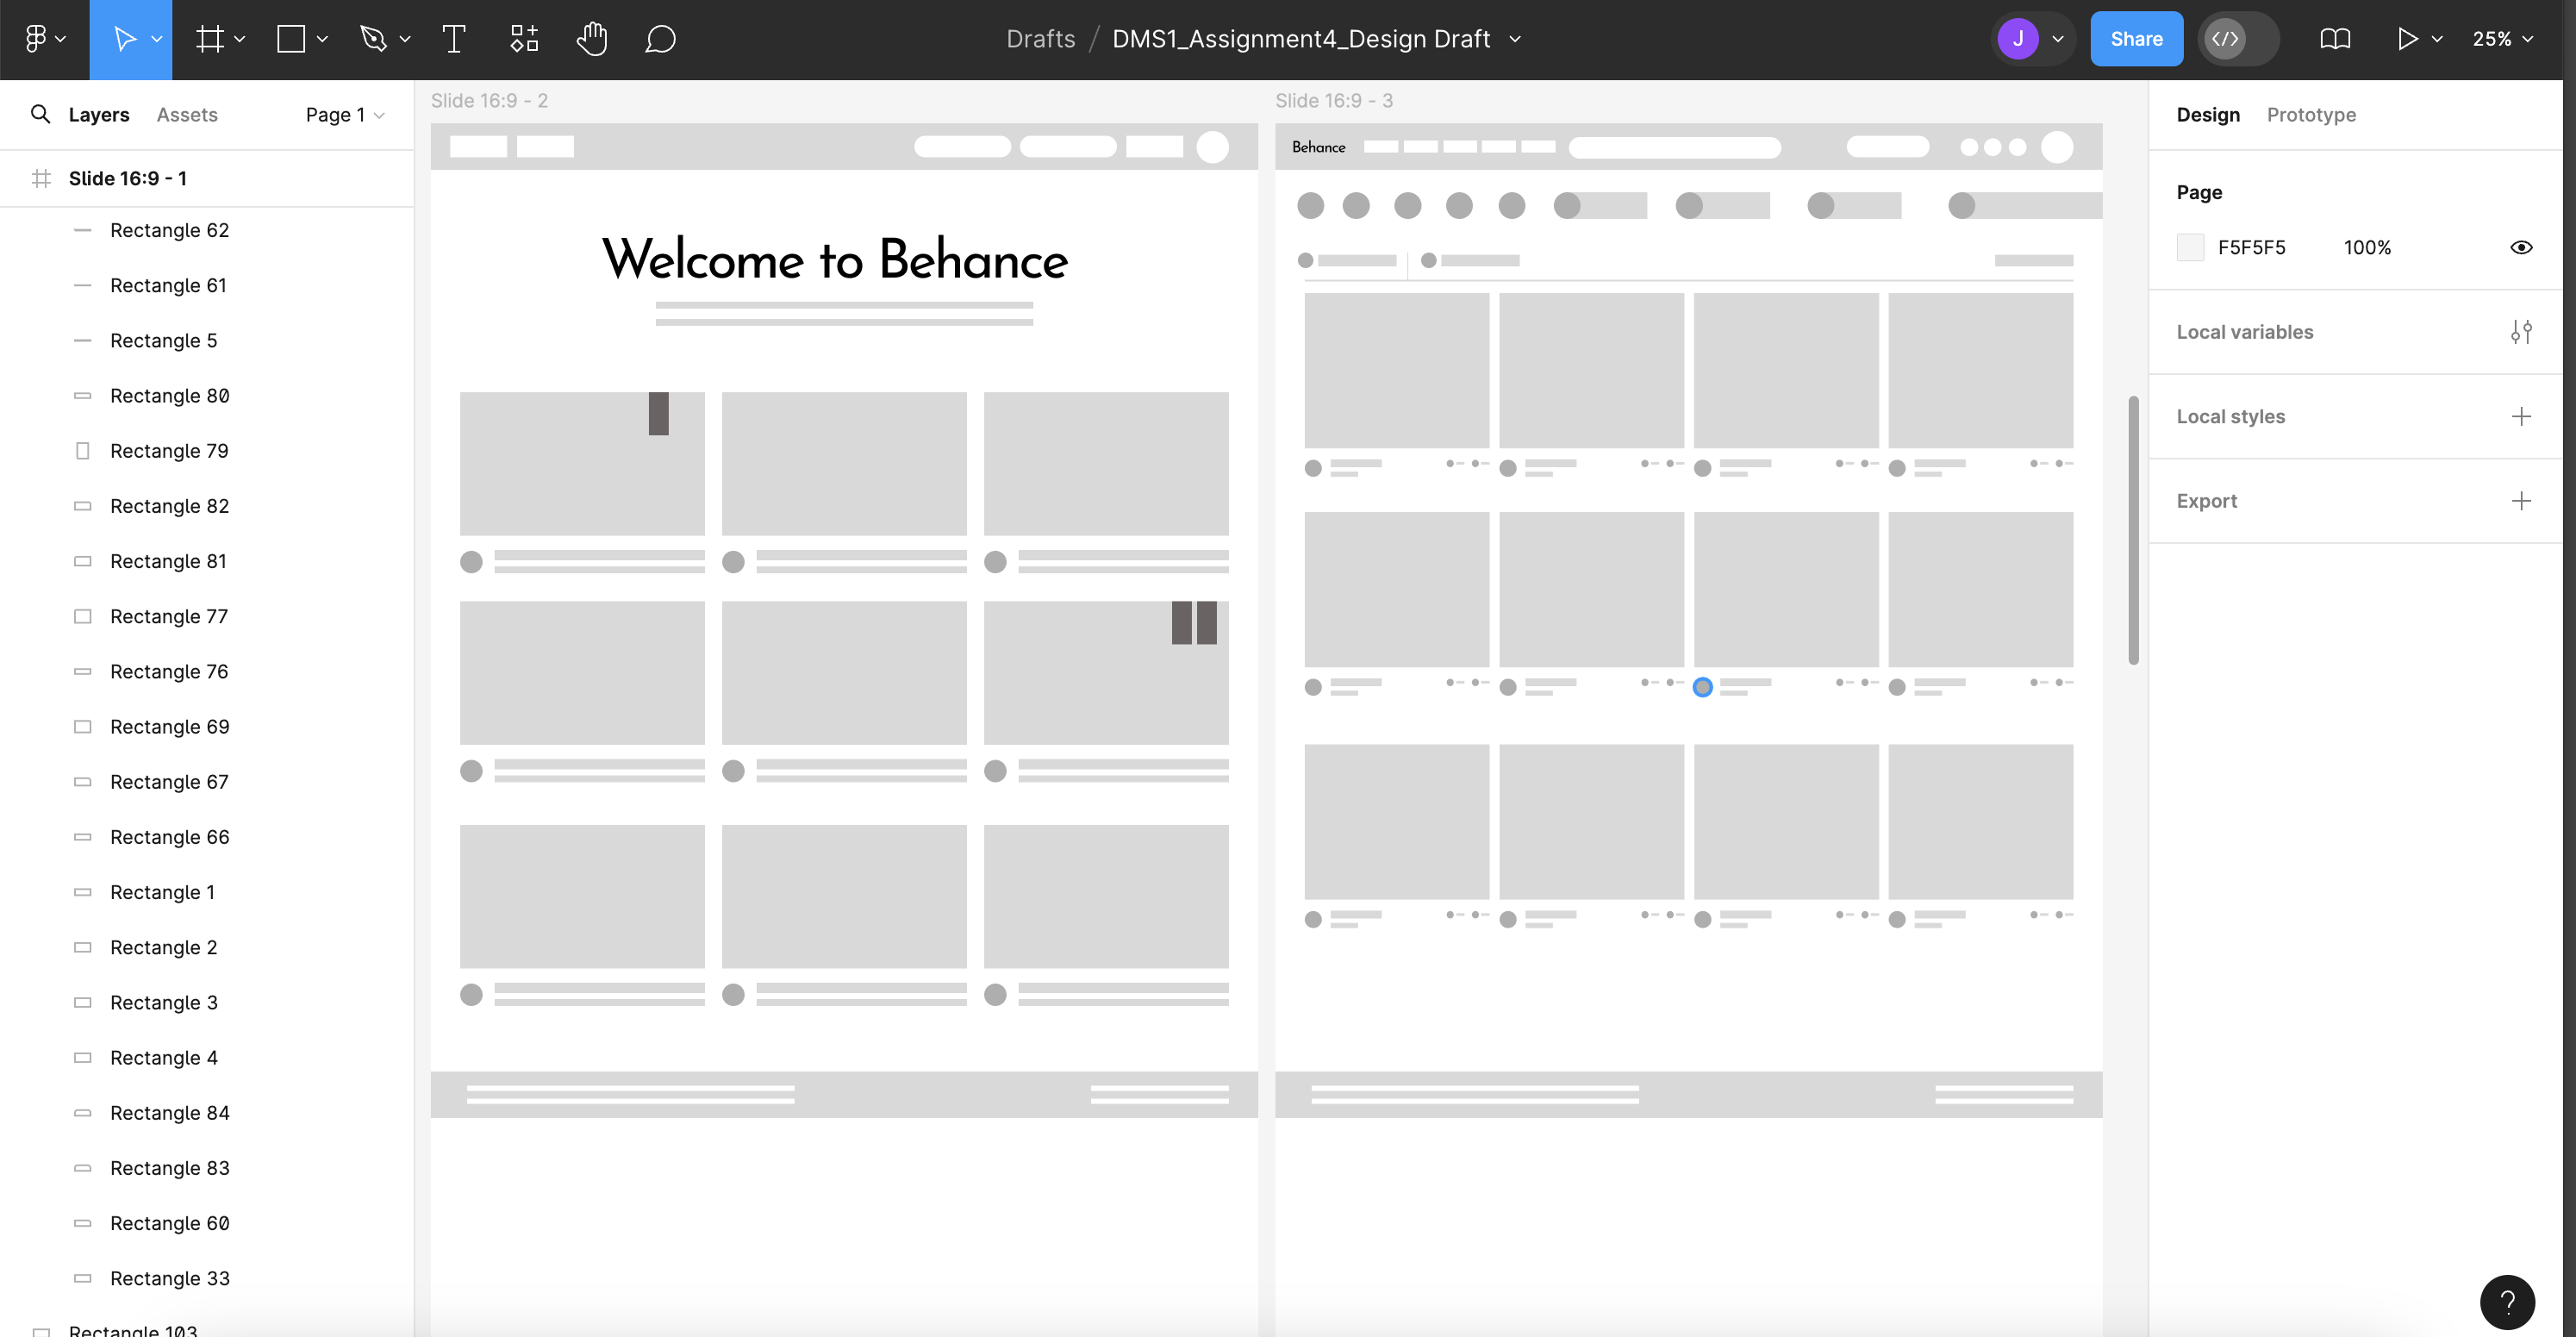 Drafts / DMS1_Assignment4_Design Draft
J
Share
25%
Layers
Assets
Page 1
Slide 16:9 - 1
Rectangle 62
Rectangle 61
Rectangle 5
Rectangle 80
Rectangle 79
Rectangle 82
Rectangle 81
Rectangle 77
Rectangle 76
Rectangle 69
Rectangle 67
Rectangle 66
Rectangle 1
Rectangle 2
Rectangle 3
Rectangle 4
Rectangle 84
Rectangle 83
Rectangle 60
Rectangle 33
Rectangle 103
Slide 16:9 - 2
Welcome to Behance
Slide 16:9 - 3
Behance
Design
Prototype
Page
F5F5F5
100%
Local variables
Local styles
Export
?